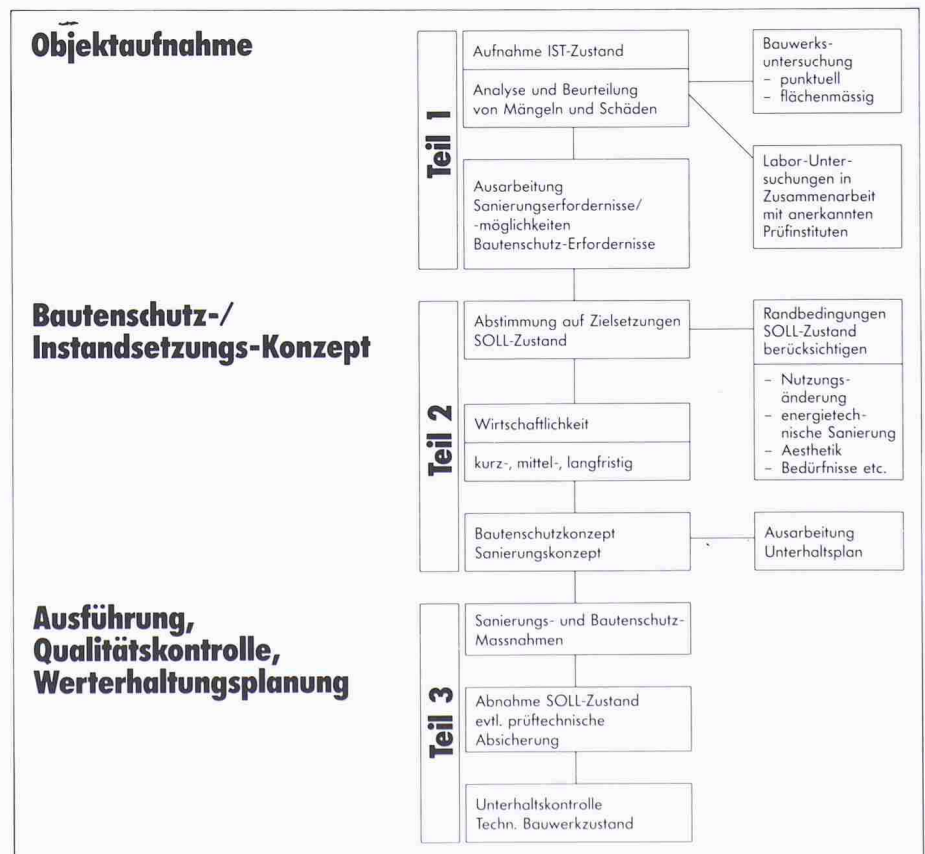 Objektaufnahme
Teil 1
Aufnahme IST-Zustand
Analyse und Beurteilung
von Mängeln und Schäden
Bauwerks-
untersuchung
– punktuell
– flächenmässig
Labor-Unter-
suchungen in
Zusammenarbeit
mit anerkannten
Prüfinstituten
Ausarbeitung
Sanierungserfordernisse/
-möglichkeiten
Bautenschutz-Erfordernisse
Bautenschutz-/
Instandsetzungs-Konzept
Teil 2
Abstimmung auf Zielsetzungen
SOLL-Zustand
Randbedingungen
SOLL-Zustand
berücksichtigen
– Nutzungs-
änderung
– energietech-
nische Sanierung
– Aesthetik
– Bedürfnisse etc.
Wirtschaftlichkeit
kurz-, mittel-, langfristig
Bautenschutzkonzept
Sanierungskonzept
Ausarbeitung
Unterhaltsplan
Ausführung,
Qualitätskontrolle,
Werterhaltungsplanung
Teil 3
Sanierungs- und Bautenschutz-
Massnahmen
Abnahme SOLL-Zustand
evtl. prüftechnische
Absicherung
Unterhaltskontrolle
Techn. Bauwerkzustand